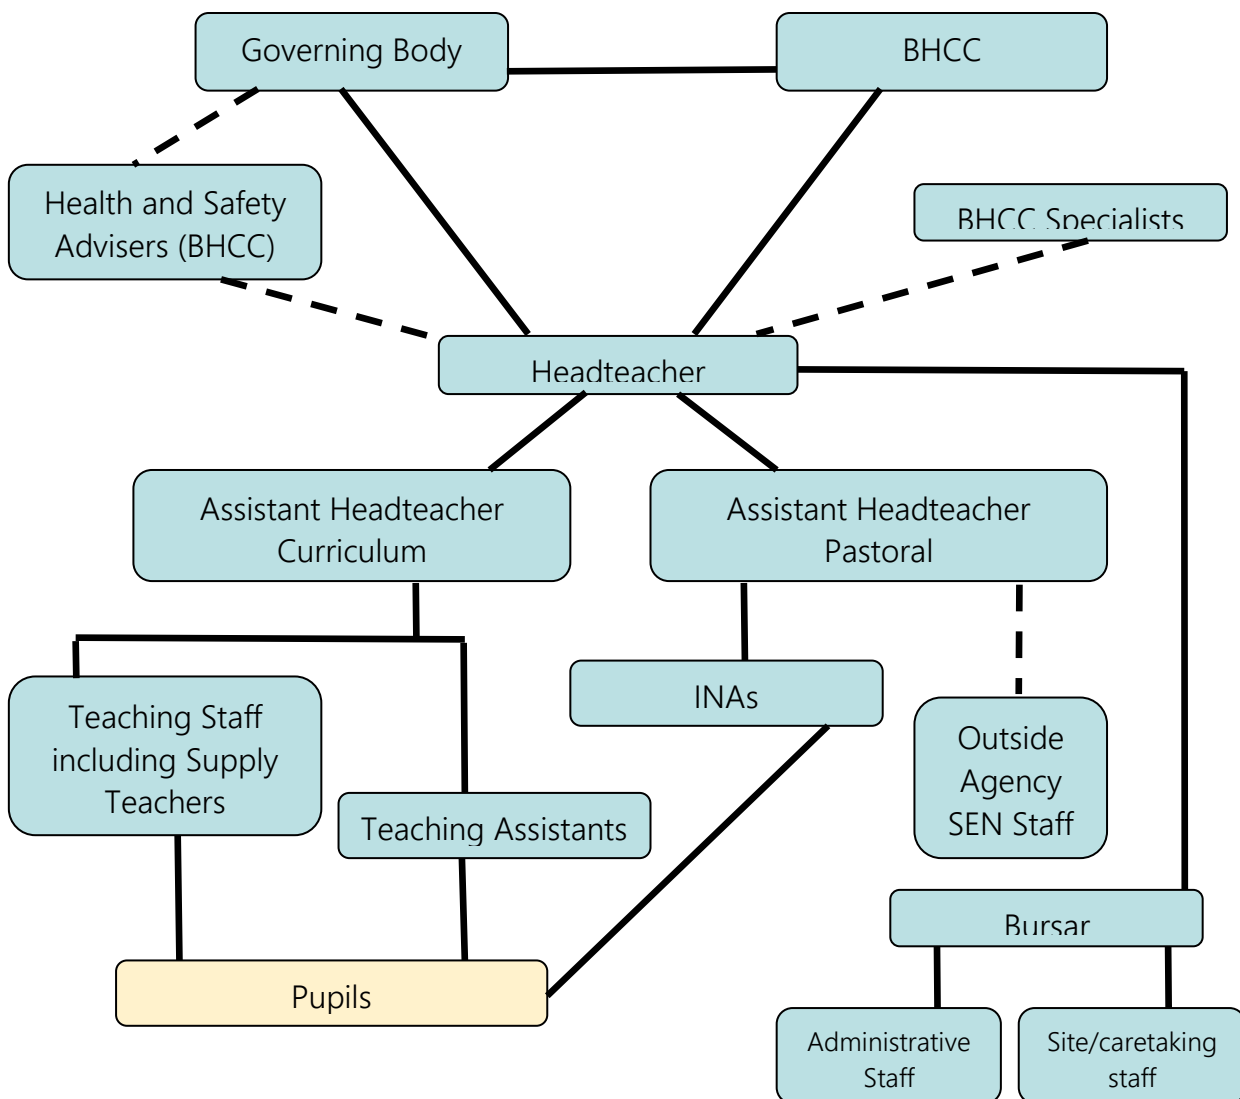 Governing Body
BHCC
Health and Safety
Advisers (BHCC)
BHCC Specialists
Headteacher
Assistant Headteacher
Curriculum
Assistant Headteacher
Pastoral
Teaching Staff
including Supply
Teachers
INAs
Outside
Agency
SEN Staff
Teaching Assistants
Bursar
Pupils
Administrative
Staff
Site/caretaking
staff